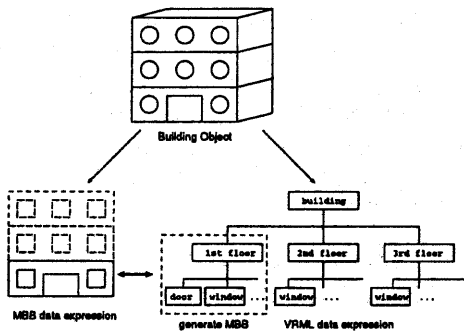 Building Object
building
1st floor
2nd floor
3rd floor
door
window
...
window
...
window
...
MBB data expression
generate MBB
VRML data expression